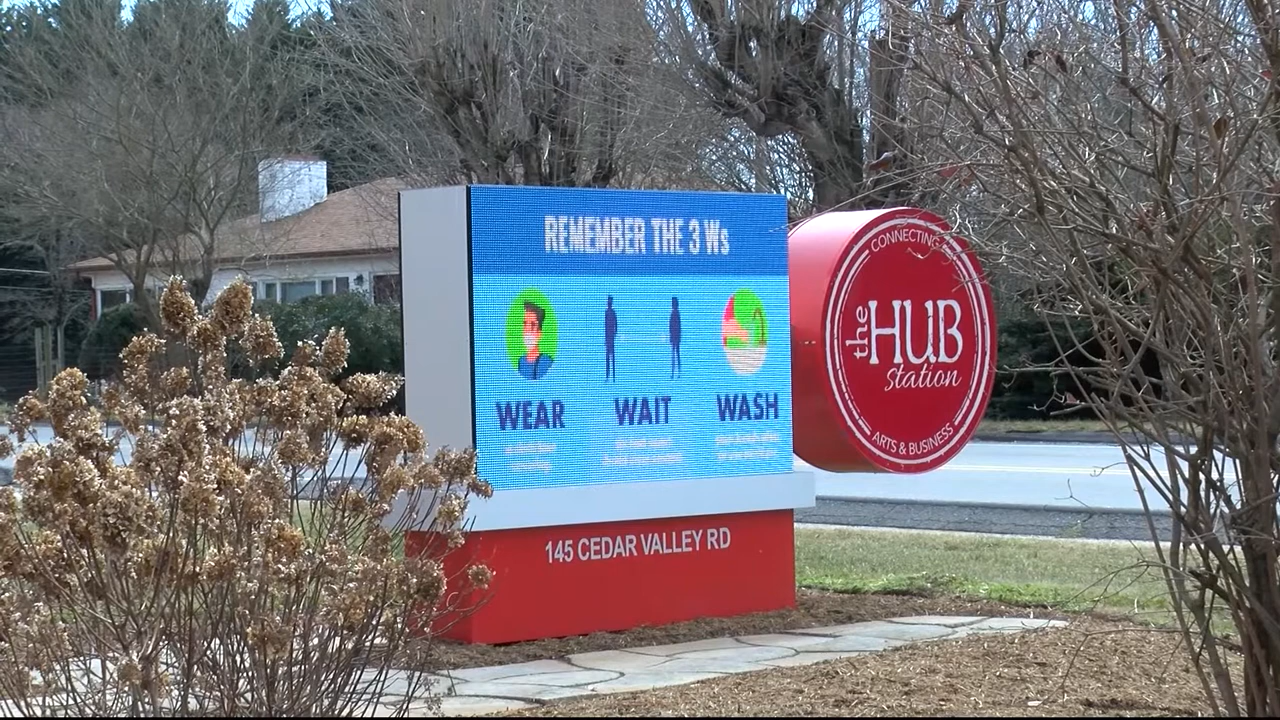 REMEMBER THE 3 Ws
WEAR
WAIT
WASH
CONNECTING
the
HUB
station
ARTS & BUSINESS
145 CEDAR VALLEY RD